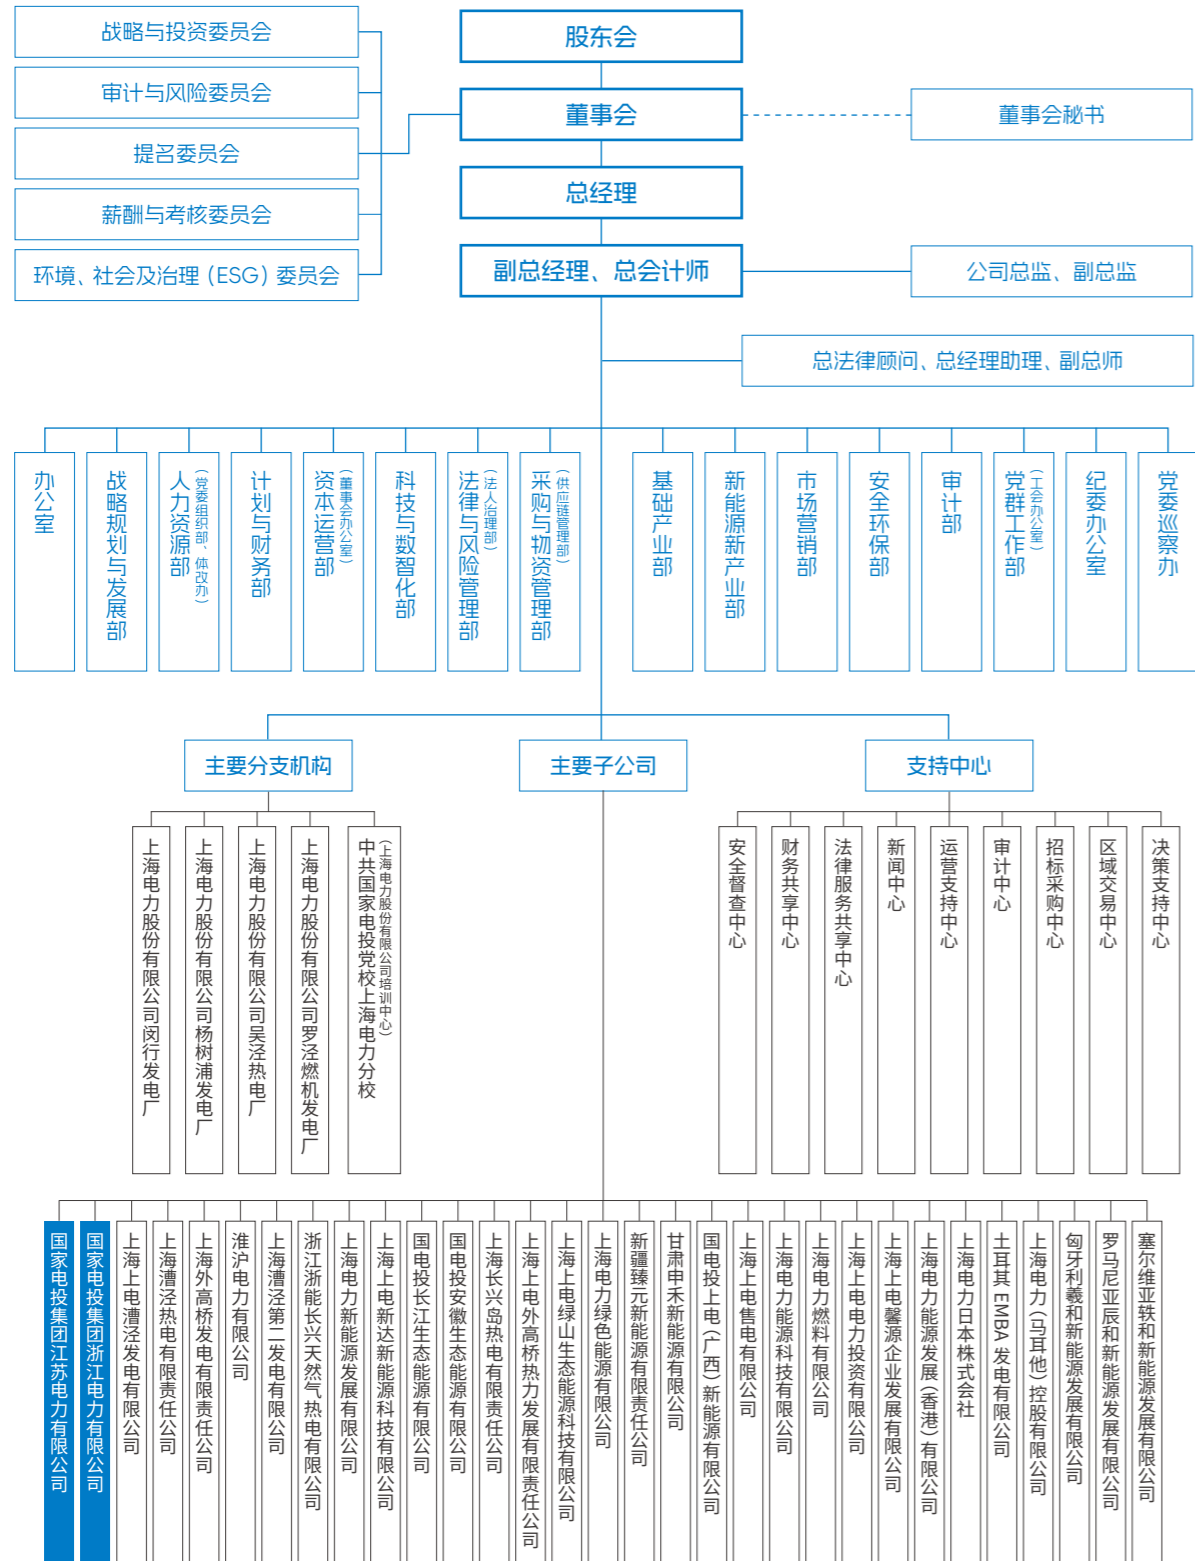 战略与投资委员会
审计与风险委员会
提名委员会
薪酬与考核委员会
环境、社会及治理（ESG）委员会
股东会
董事会
董事会秘书
总经理
副总经理、总会计师
公司总监、副总监
总法律顾问、总经理助理、副总师
办公室
战略规划与发展部
人力资源部
（党委组织部、体改办）
计划与财务部
资本运营部
（董事会办公室）
科技与数智化部
法律与风险管理部
（法人治理部）
采购与物资管理部
（供应链管理部）
基础产业部
新能源新产业部
市场营销部
安全环保部
审计部
党群工作部
（工会办公室）
纪委办公室
党委巡察办
主要分支机构
主要子公司
支持中心
上海电力股份有限公司闵行发电厂
上海电力股份有限公司杨树浦发电厂
上海电力股份有限公司吴泾热电厂
上海电力股份有限公司罗泾燃机发电厂
中共国家电投党校上海电力分校
（上海电力股份有限公司培训中心）
安全督查中心
财务共享中心
法律服务共享中心
新闻中心
运营支持中心
审计中心
招标采购中心
区域交易中心
决策支持中心
国家电投集团江苏电力有限公司
国家电投集团浙江电力有限公司
上海上电漕泾发电有限公司
上海漕泾热电有限责任公司
上海外高桥发电有限责任公司
淮沪电力有限公司
上海漕泾第二发电有限公司
浙江浙能长兴天然气热电有限公司
上海电力新能源发展有限公司
上海上电新达新能源科技有限公司
国电投长江生态能源有限公司
国电投安徽生态能源有限公司
上海长兴岛热电有限责任公司
上海上电外高桥热力发展有限责任公司
上海上电绿山生态能源科技有限公司
上海电力绿色能源有限公司
新疆臻元新能源有限责任公司
甘肃申禾新能源有限公司
国电投上电（广西）新能源有限公司
上海上电售电有限公司
上海电力能源科技有限公司
上海电力燃料有限公司
上海上电电力投资有限公司
上海上电馨源企业发展有限公司
上海电力能源发展（香港）有限公司
上海电力日本株式会社
土耳其 EMBA 发电有限公司
上海电力（马耳他）控股有限公司
匈牙利羲和新能源发展有限公司
罗马尼亚辰和新能源发展有限公司
塞尔维亚轶和新能源发展有限公司